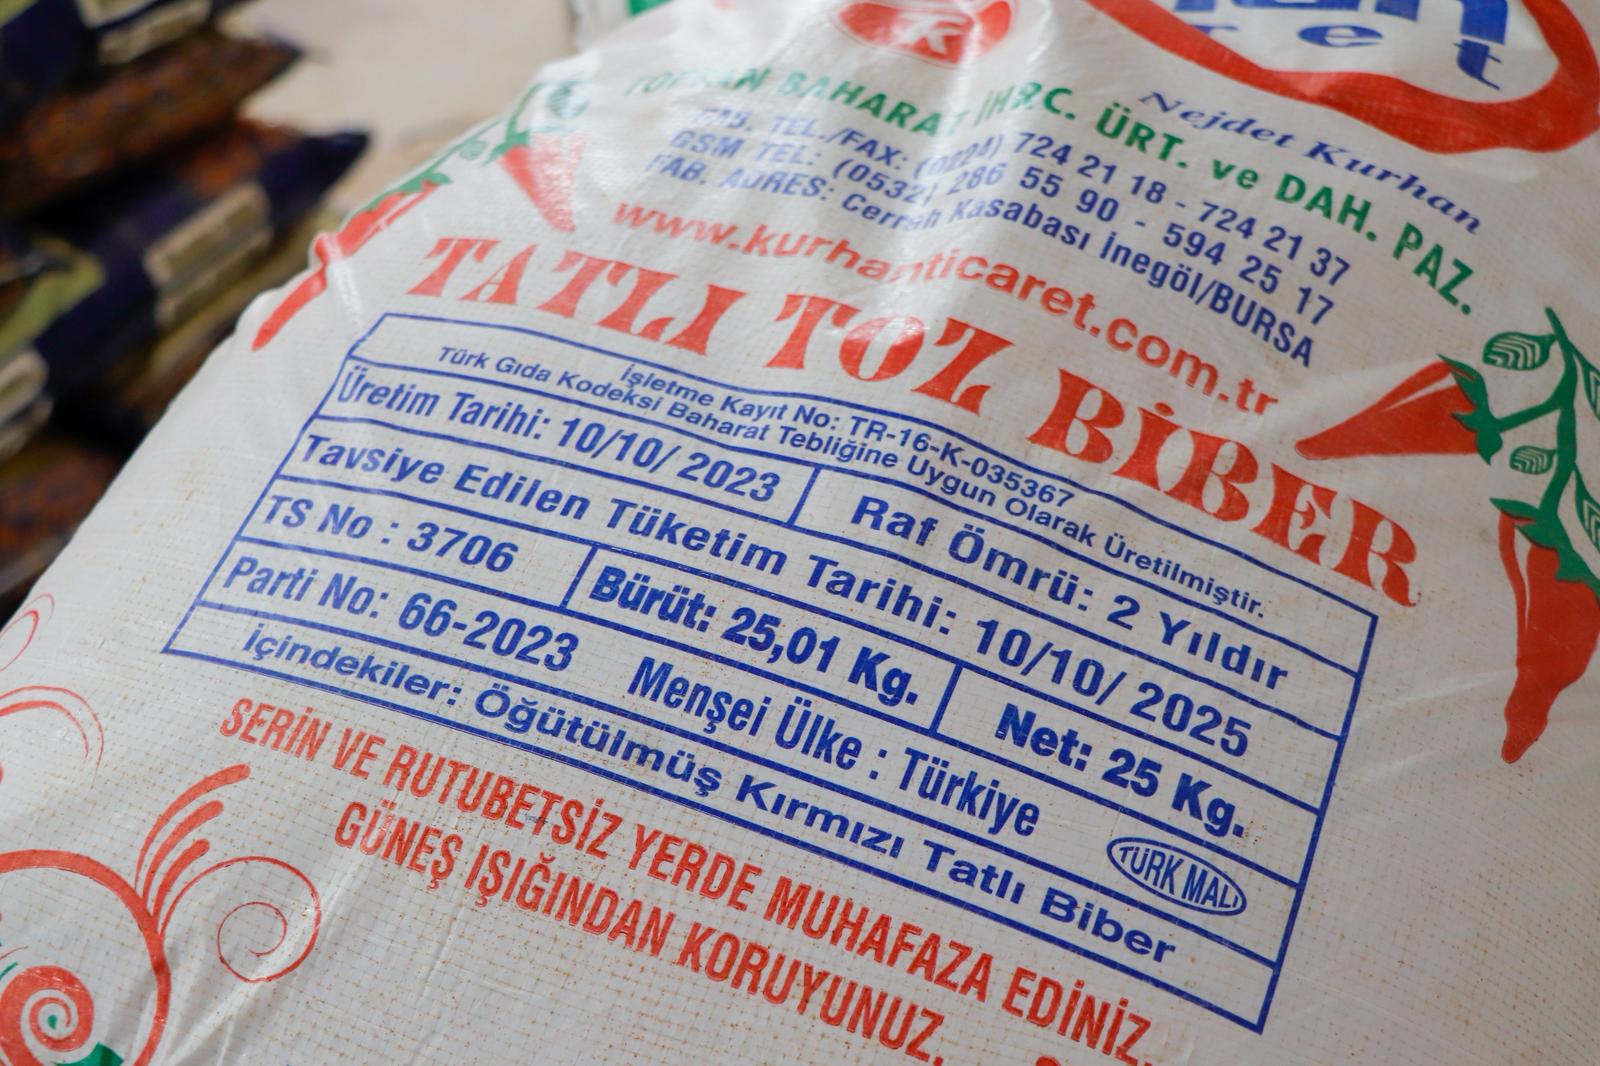 TK
Nejdet Kurhan
BAHARAT İHRC. ÜRT. ve DAH. PAZ.
FAB. TEL./FAX: (0224) 724 21 18 - 724 21 37
GSM TEL: (0532) 286 55 90 - 594 25 17
FAB. ADRES: Cerrah Kasabası İnegöl/BURSA
www.kurhanticaret.com.tr
TATLI TOZ BİBER
İşletme Kayıt No: TR-16-K-035367
Türk Gıda Kodeksi Baharat Tebliğine Uygun Olarak Üretilmiştir.
Üretim Tarihi: 10/10/ 2023 Raf Ömrü: 2 Yıldır
Tavsiye Edilen Tüketim Tarihi: 10/10/ 2025
TS No : 3706 Bürüt: 25,01 Kg. Net: 25 Kg.
Parti No: 66-2023 Menşei Ülke : Türkiye TÜRK MALI
İçindekiler: Öğütülmüş Kırmızı Tatlı Biber
SERİN VE RUTUBETSİZ YERDE MUHAFAZA EDİNİZ.
GÜNEŞ IŞIĞINDAN KORUYUNUZ.